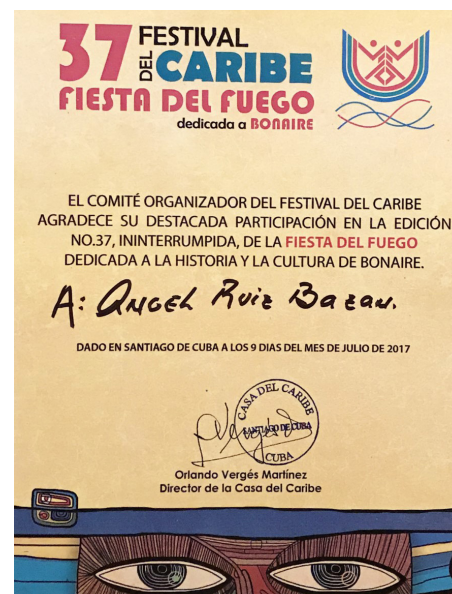 37 FESTIVAL
DEL CARIBE
FIESTA DEL FUEGO
dedicada a BONAIRE
EL COMITÉ ORGANIZADOR DEL FESTIVAL DEL CARIBE
AGRADECE SU DESTACADA PARTICIPACIÓN EN LA EDICIÓN
NO.37, ININTERRUMPIDA, DE LA FIESTA DEL FUEGO
DEDICADA A LA HISTORIA Y LA CULTURA DE BONAIRE.
A: Angel Ruiz Bazan.
DADO EN SANTIAGO DE CUBA A LOS 9 DIAS DEL MES DE JULIO DE 2017
CASA DEL CARIBE
SANTIAGO DE CUBA
CUBA
Orlando Vergés Martínez
Director de la Casa del Caribe